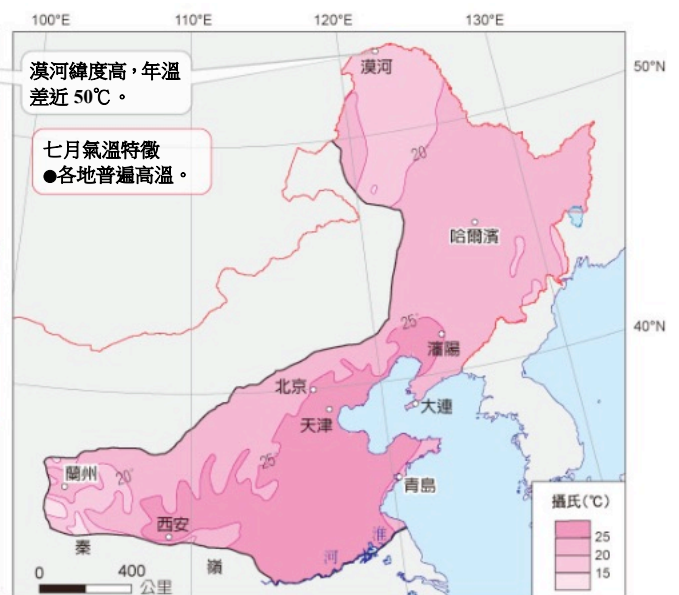 100°E 110°E 120°E 130°E
漠河緯度高，年溫
差近 50℃。
漠河
50°N
七月氣溫特徵
●各地普遍高溫。
20°
哈爾濱
25°
40°N
瀋陽
北京
大連
天津
25°
蘭州
20°
青島
攝氏(℃)
西安
淮
25
秦
河
20
嶺
15
0 400
公里